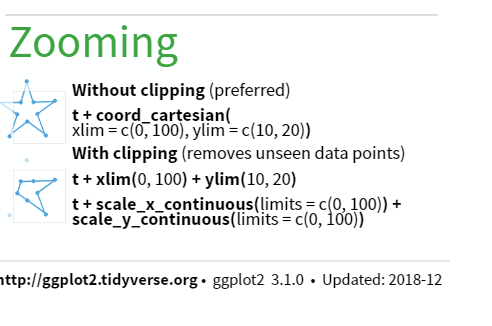 Zooming
Without clipping (preferred)
t + coord_cartesian(
xlim = c(0, 100), ylim = c(10, 20))
With clipping (removes unseen data points)
t + xlim(0, 100) + ylim(10, 20)
t + scale_x_continuous(limits = c(0, 100)) +
scale_y_continuous(limits = c(0, 100))
http://ggplot2.tidyverse.org • ggplot2 3.1.0 • Updated: 2018-12